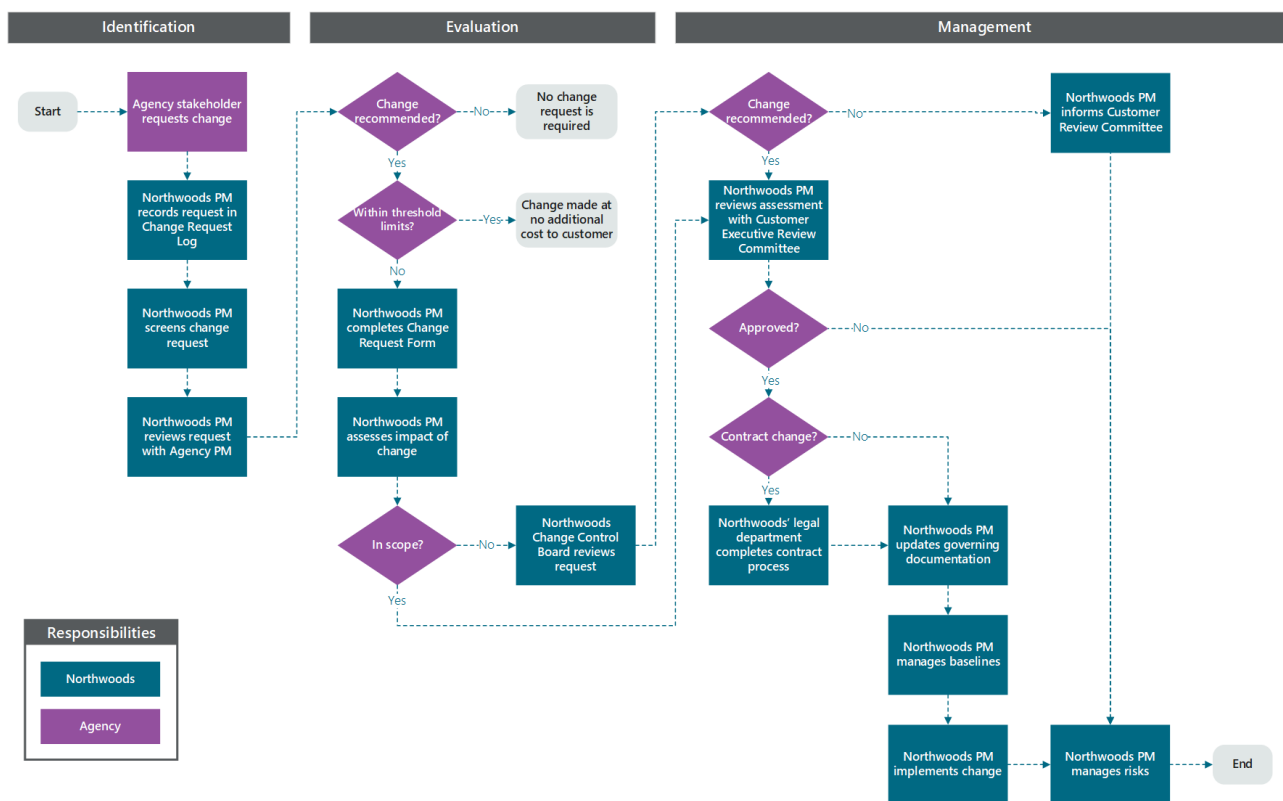 Identification
Evaluation
Management
Start
Agency stakeholder
requests change
Northwoods PM
records request in
Change Request
Log
Northwoods PM
screens change
request
Northwoods PM
reviews request
with Agency PM
Change
recommended?
No
No change
request is
required
Yes
Within threshold
limits?
Yes
Change made at
no additional
cost to customer
No
Northwoods PM
completes Change
Request Form
Northwoods PM
assesses impact of
change
In scope?
No
Northwoods
Change Control
Board reviews
request
Yes
Change
recommended?
No
Northwoods PM
informs Customer
Review Committee
Yes
Northwoods PM
reviews assessment
with Customer
Executive Review
Committee
Approved?
No
Yes
Contract change?
No
Yes
Northwoods’ legal
department
completes contract
process
Northwoods PM
updates governing
documentation
Northwoods PM
manages baselines
Northwoods PM
implements change
Northwoods PM
manages risks
End
Responsibilities
Northwoods
Agency